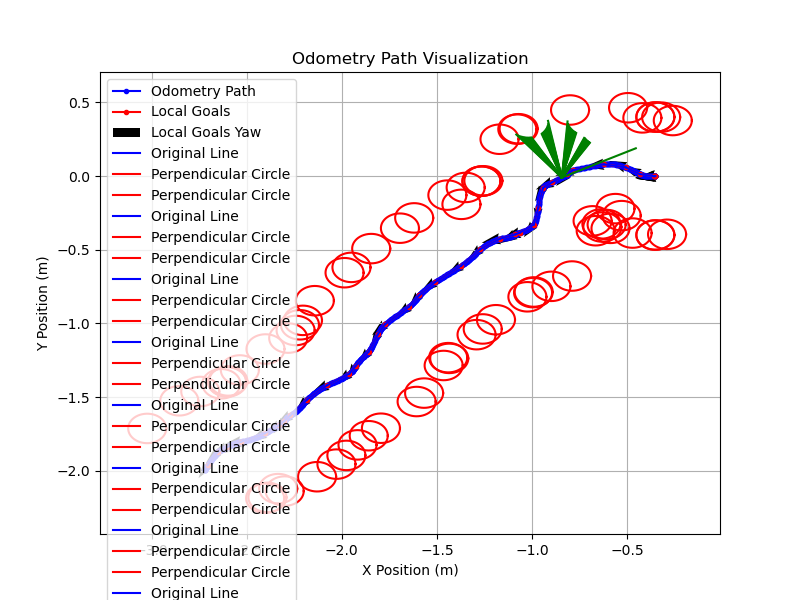 Odometry Path Visualization
Y Position (m)
0.5
0.0
−0.5
−1.0
−1.5
−2.0
Odometry Path
Local Goals
Local Goals Yaw
Original Line
Perpendicular Circle
Perpendicular Circle
Original Line
Perpendicular Circle
Perpendicular Circle
Original Line
Perpendicular Circle
Perpendicular Circle
Original Line
Perpendicular Circle
Perpendicular Circle
Original Line
Perpendicular Circle
Perpendicular Circle
Original Line
Perpendicular Circle
Perpendicular Circle
Original Line
Perpendicular Circle
Perpendicular Circle
Original Line
−2.0 −1.5 −1.0 −0.5
X Position (m)